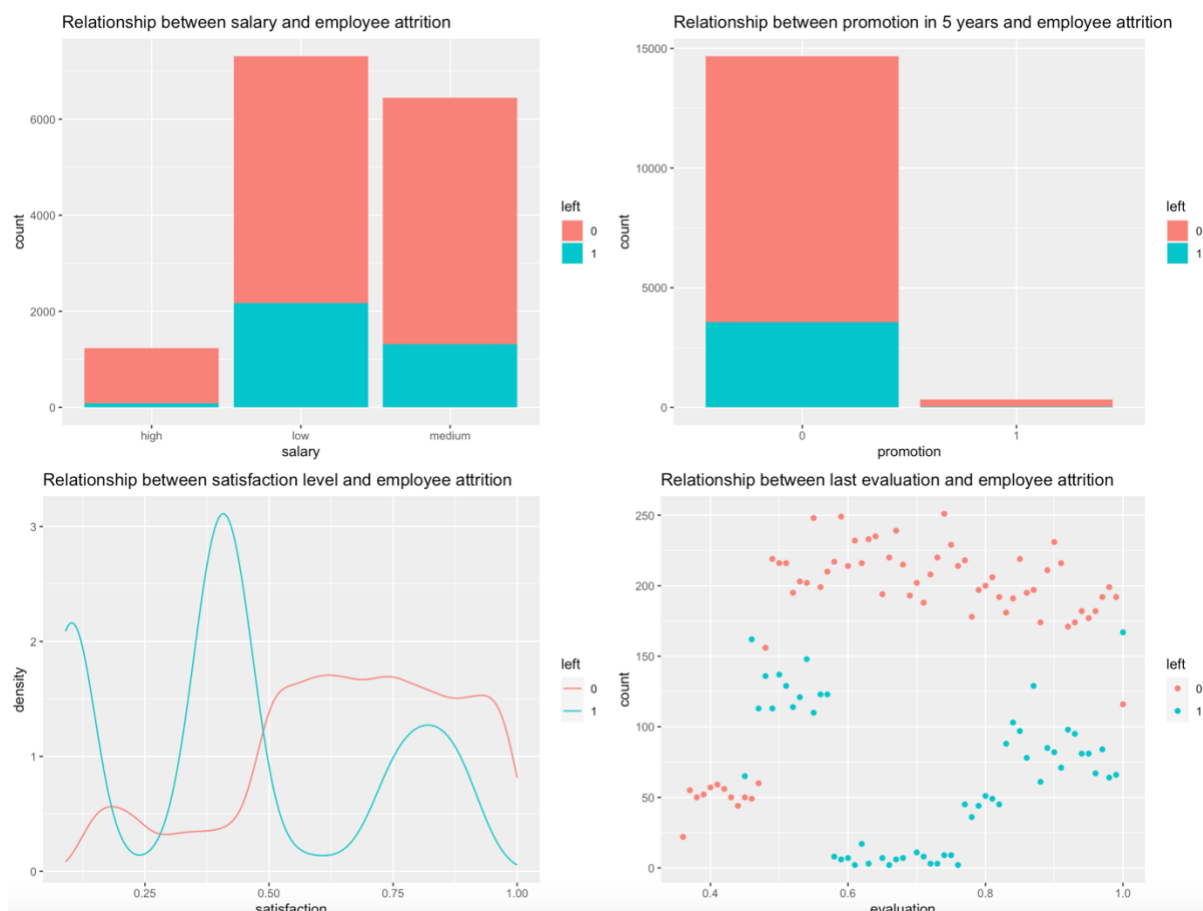 Relationship between salary and employee attrition
6000
4000
2000
0
count
high low medium
salary
left
0
1
Relationship between promotion in 5 years and employee attrition
15000
10000
5000
0
count
0 1
promotion
left
0
1
Relationship between satisfaction level and employee attrition
3
2
1
0
density
0.25 0.50 0.75 1.00
satisfaction
left
0
1
Relationship between last evaluation and employee attrition
250
200
150
100
50
0
count
0.4 0.6 0.8 1.0
evaluation
left
0
1